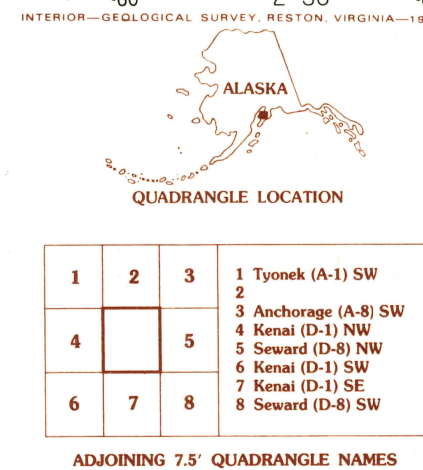 INTERIOR—GEOLOGICAL SURVEY, RESTON, VIRGINIA—19
ALASKA
QUADRANGLE LOCATION
1 2 3
4 5
6 7 8
1 Tyonek (A-1) SW
2
3 Anchorage (A-8) SW
4 Kenai (D-1) NW
5 Seward (D-8) NW
6 Kenai (D-1) SW
7 Kenai (D-1) SE
8 Seward (D-8) SW
ADJOINING 7.5' QUADRANGLE NAMES